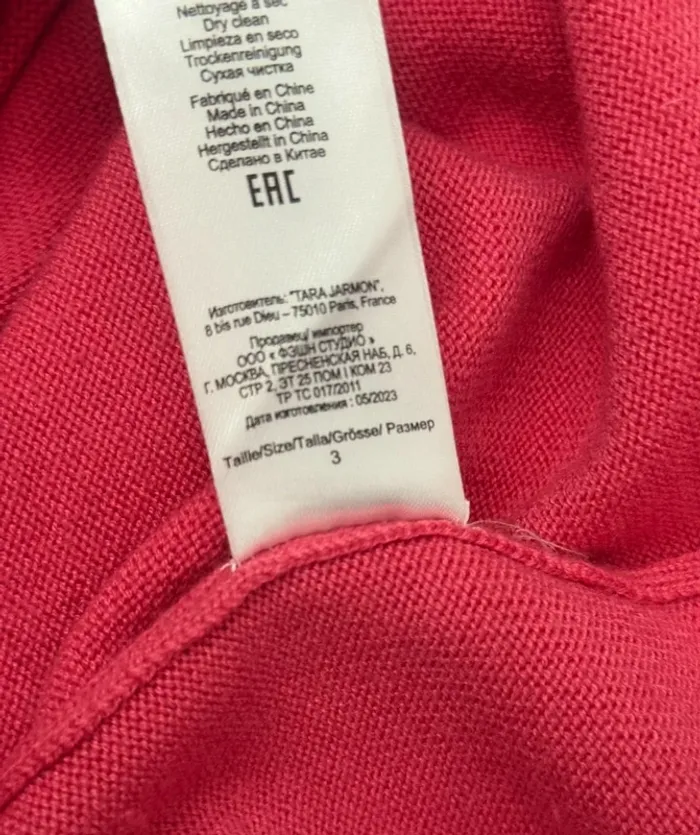 Nettoyage à sec
Dry clean
Limpieza en seco
Trockenreinigung
Сухая чистка
Fabriqué en Chine
Made in China
Hecho en China
Hergestellt in China
Сделано в Китае
EAC
Изготовитель: "TARA JARMON",
8 bis rue Dieu – 75010 Paris, France
Продавец/ импортер
ООО « ФЭШН СТУДИО »
Г. МОСКВА, ПРЕСНЕНСКАЯ НАБ, Д. 6,
СТР 2, ЭТ 25 ПОМ I КОМ 23
ТР ТС 017/2011
Дата изготовления : 05/2023
Taille/Size/Talla/Grösse/ Размер
3